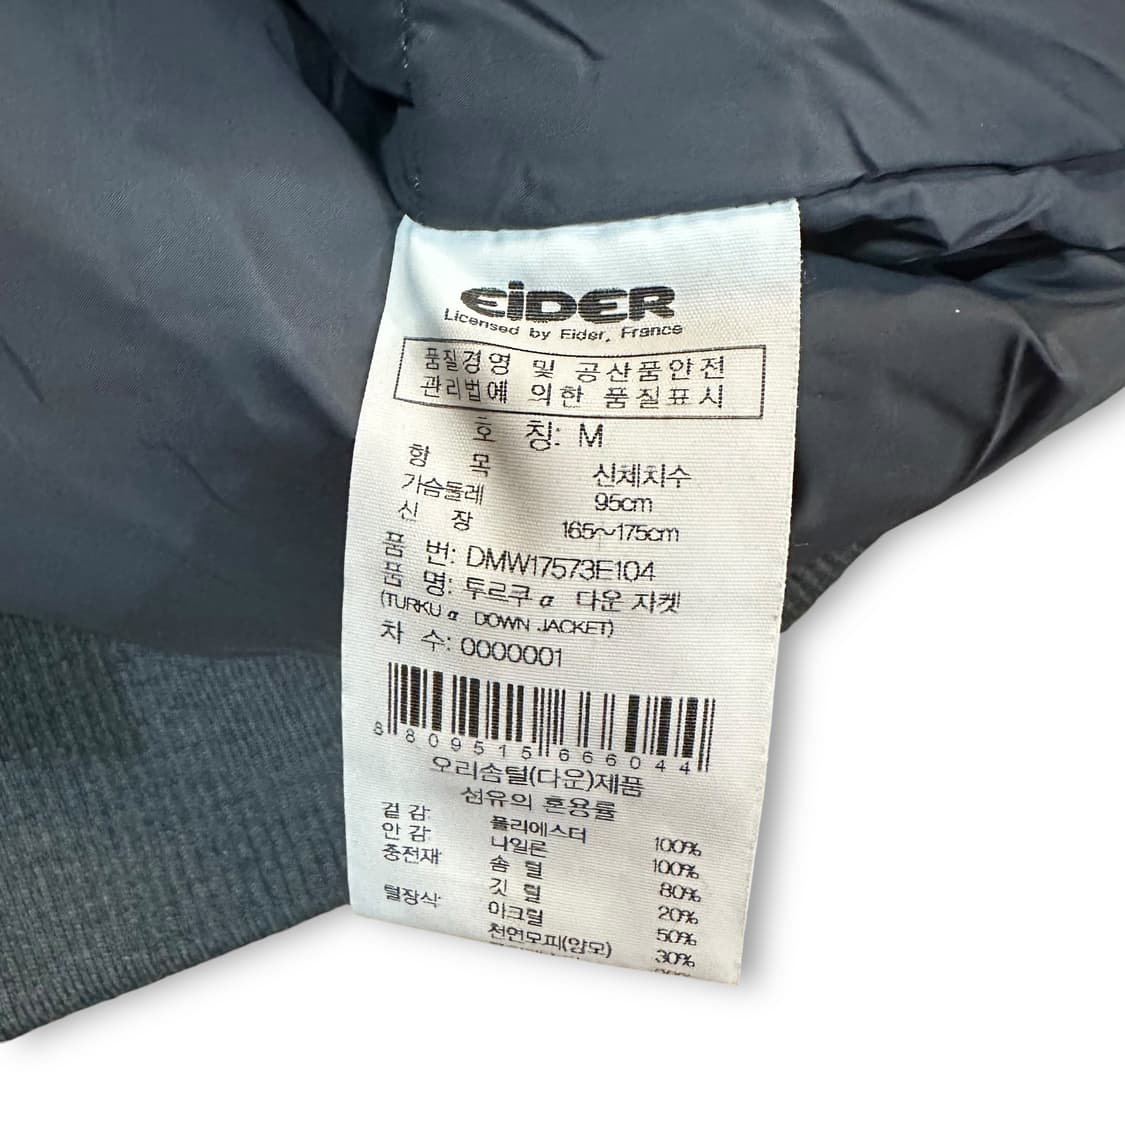 EiDER
Licensed by Eider, France
품질경영 및 공산품안전
관리법에 의한 품질표시
호 칭: M
항 목 신체치수
가슴둘레 95cm
신 장 165~175cm
품 번: DMW17573E104
품 명: 투르쿠 α 다운 자켓
(TURKU α DOWN JACKET)
차 수: 0000001
8 809515 666044
오리솜털(다운)제품
섬유의 혼용률
겉감: 폴리에스터 100%
안감: 나일론 100%
충전재: 솜 털 80%
깃 털 20%
털장식: 아크릴 50%
천연모피(양모) 30%